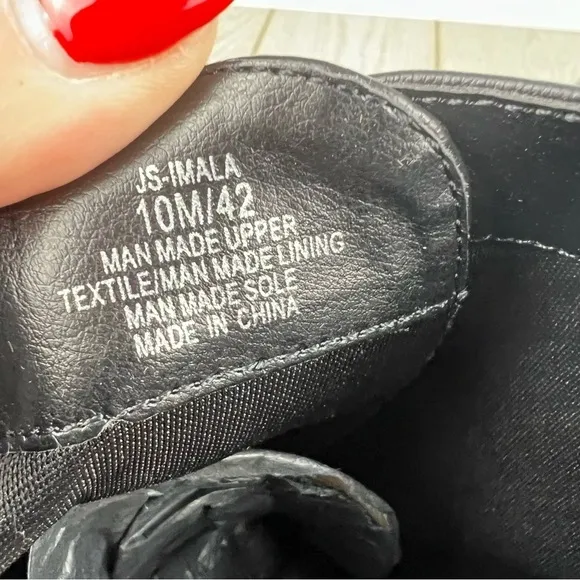 JS-IMALA
10M/42
MAN MADE UPPER
TEXTILE/MAN MADE LINING
MAN MADE SOLE
MADE IN CHINA